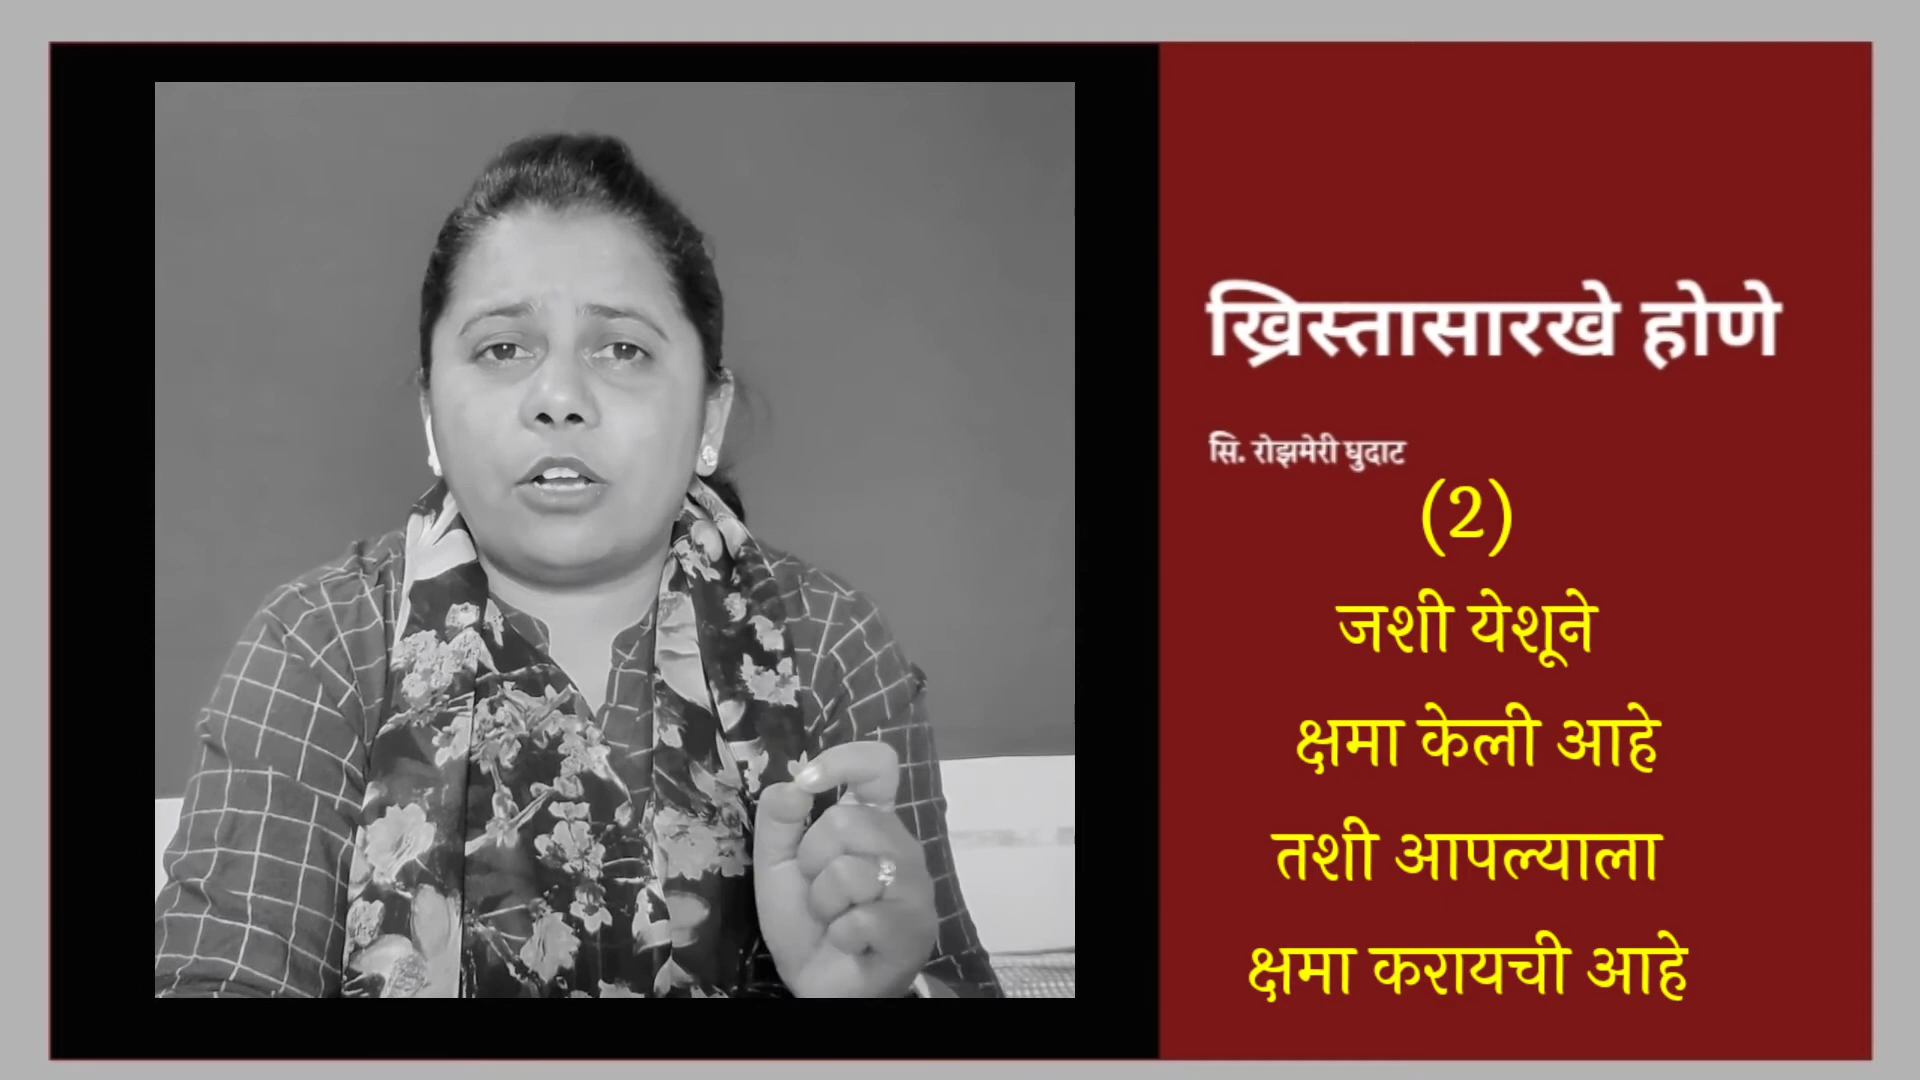 ख्रिस्तासारखे होणे
सि. रोझमेरी घुदाट
(2)
जशी येशूने
क्षमा केली आहे
तशी आपल्याला
क्षमा करायची आहे